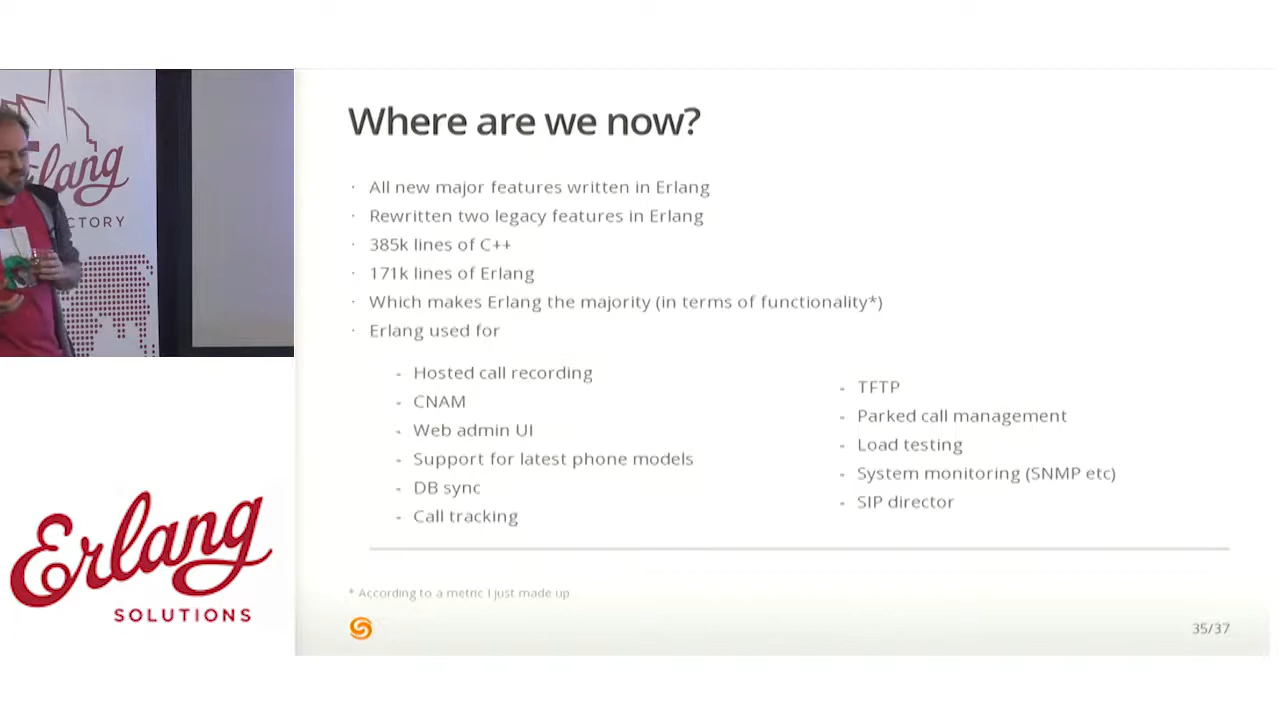 Erlang
CTORY
Erlang
SOLUTIONS
Where are we now?
· All new major features written in Erlang
· Rewritten two legacy features in Erlang
· 385k lines of C++
· 171k lines of Erlang
· Which makes Erlang the majority (in terms of functionality*)
· Erlang used for
- Hosted call recording
- CNAM
- Web admin UI
- Support for latest phone models
- DB sync
- Call tracking
- TFTP
- Parked call management
- Load testing
- System monitoring (SNMP etc)
- SIP director
* According to a metric I just made up
35/37